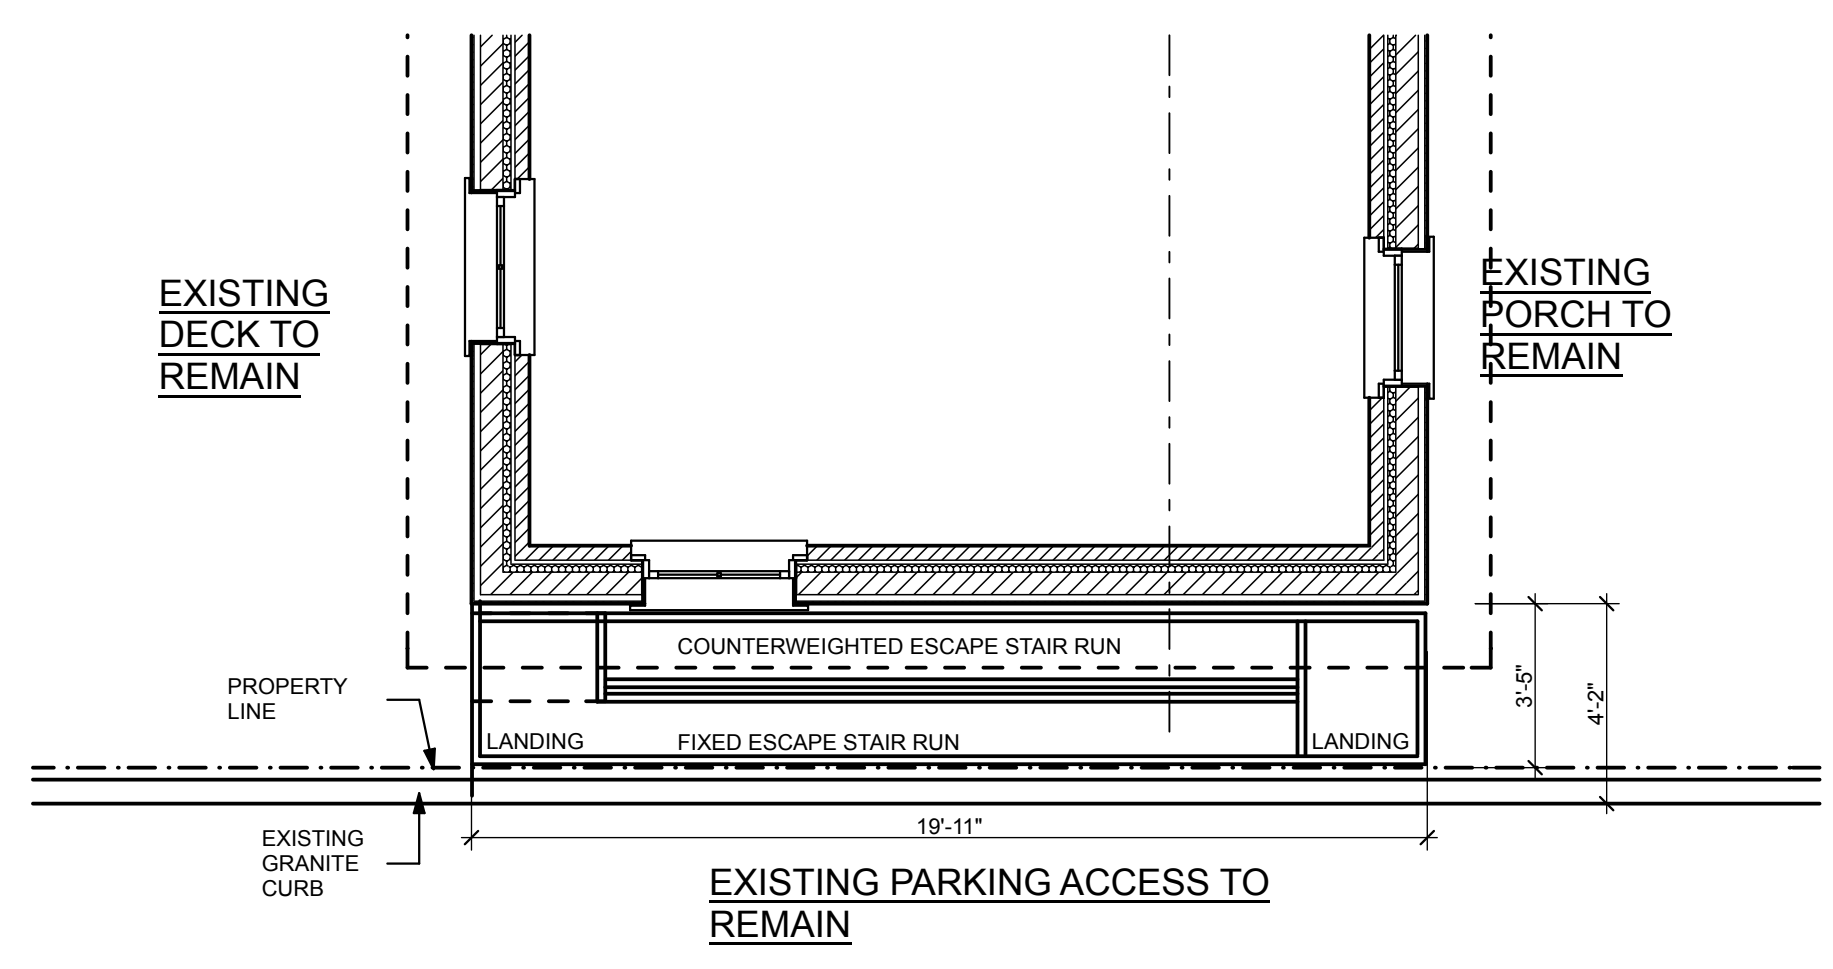 EXISTING
DECK TO
REMAIN
EXISTING
PORCH TO
REMAIN
COUNTERWEIGHTED ESCAPE STAIR RUN
PROPERTY
LINE
LANDING
FIXED ESCAPE STAIR RUN
LANDING
3'-5"
4'-2"
19'-11"
EXISTING
GRANITE
CURB
EXISTING PARKING ACCESS TO
REMAIN